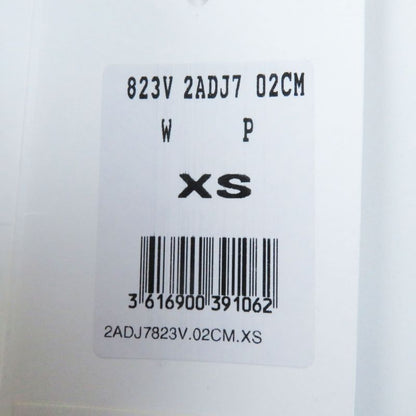 823V 2ADJ7 02CM
W P
XS
3 616900 391062
2ADJ7823V.02CM.XS